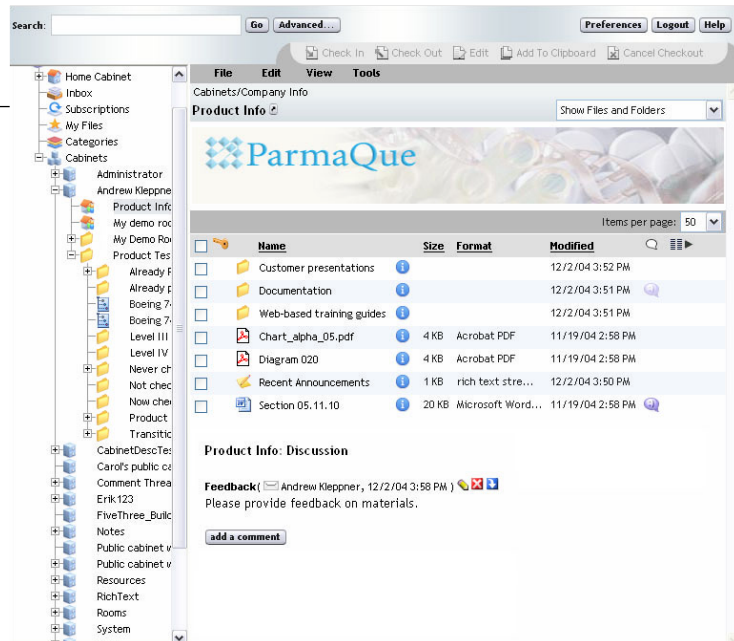 Search: Go Advanced... Preferences Logout Help
Check In Check Out Edit Add To Clipboard Cancel Checkout
Home Cabinet
Inbox
Subscriptions
My Files
Categories
Cabinets
Administrator
Andrew Kleppne
Product Info
My demo roo
My Demo Roo
Product Tes
Already P
Already p
Boeing 7
Boeing 7
Level III
Level IV
Never ch
Not chec
Now chec
Product
Transitic
CabinetDescTes
Carol's public ca
Comment Threa
Erik123
FiveThree_Build
Notes
Public cabinet w
Public cabinet w
Resources
RichText
Rooms
System
File Edit View Tools
Cabinets/Company Info
Product Info Show Files and Folders
ParmaQue
Items per page: 50
Name Size Format Modified
Customer presentations 12/2/04 3:52 PM
Documentation 12/2/04 3:51 PM
Web-based training guides 12/2/04 3:51 PM
Chart_alpha_05.pdf 4 KB Acrobat PDF 11/19/04 2:58 PM
Diagram 020 4 KB Acrobat PDF 11/19/04 2:58 PM
Recent Announcements 1 KB rich text stre... 12/2/04 3:50 PM
Section 05.11.10 20 KB Microsoft Word... 11/19/04 2:58 PM
Product Info: Discussion
Feedback( Andrew Kleppner, 12/2/04 3:58 PM )
Please provide feedback on materials.
add a comment